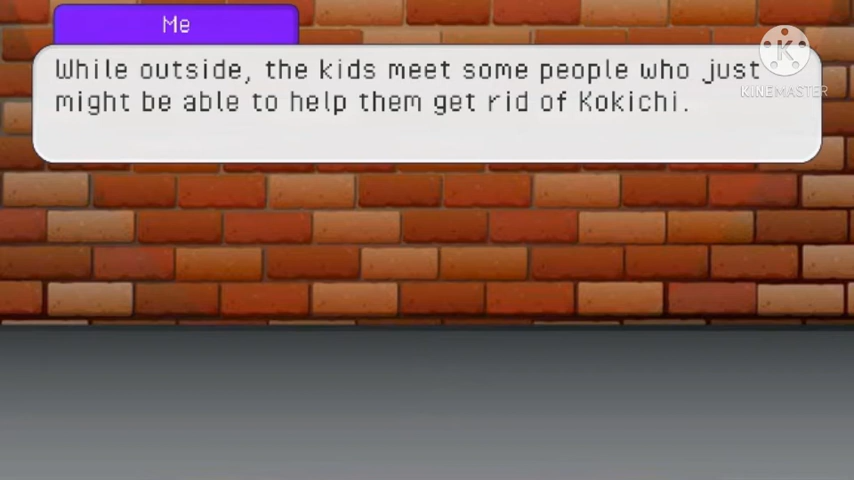 Me
While outside, the kids meet some people who just
might be able to help them get rid of Kokichi.
KINEMASTER